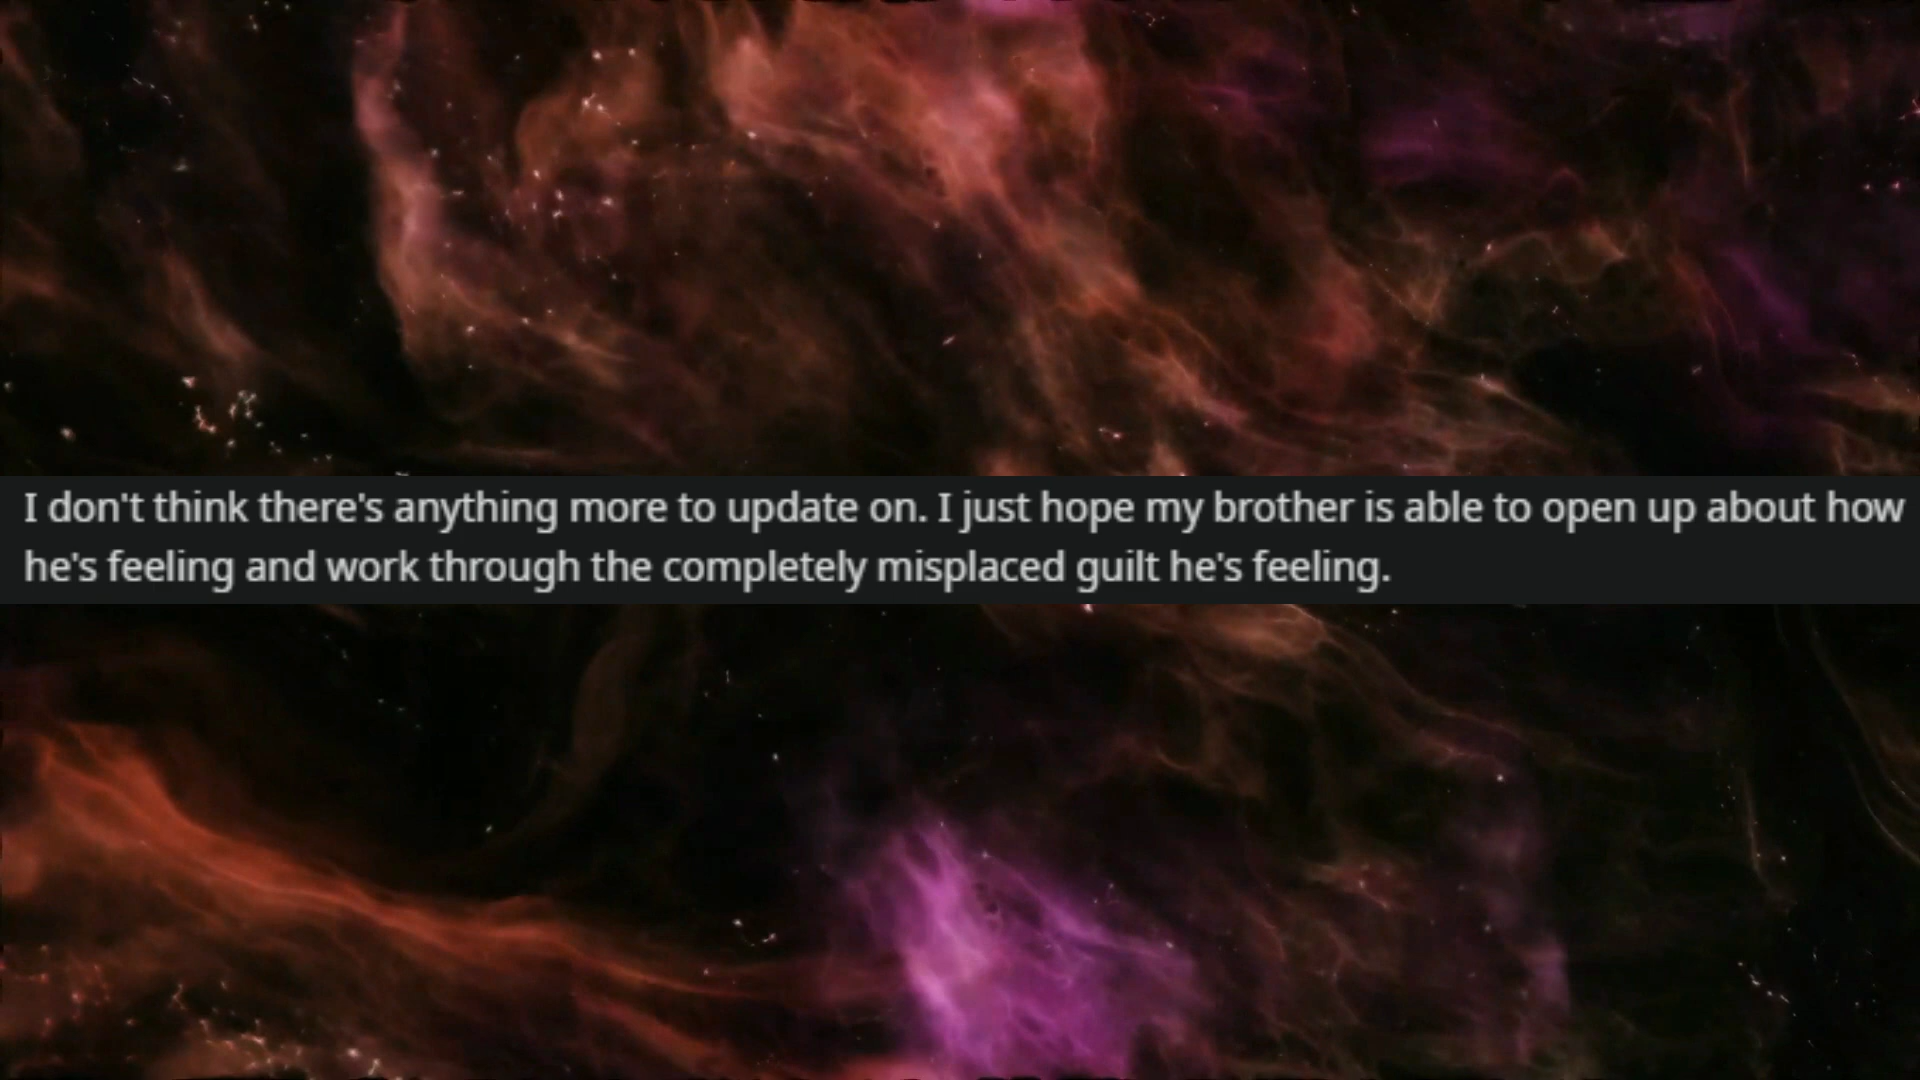 I don't think there's anything more to update on. I just hope my brother is able to open up about how
he's feeling and work through the completely misplaced guilt he's feeling.